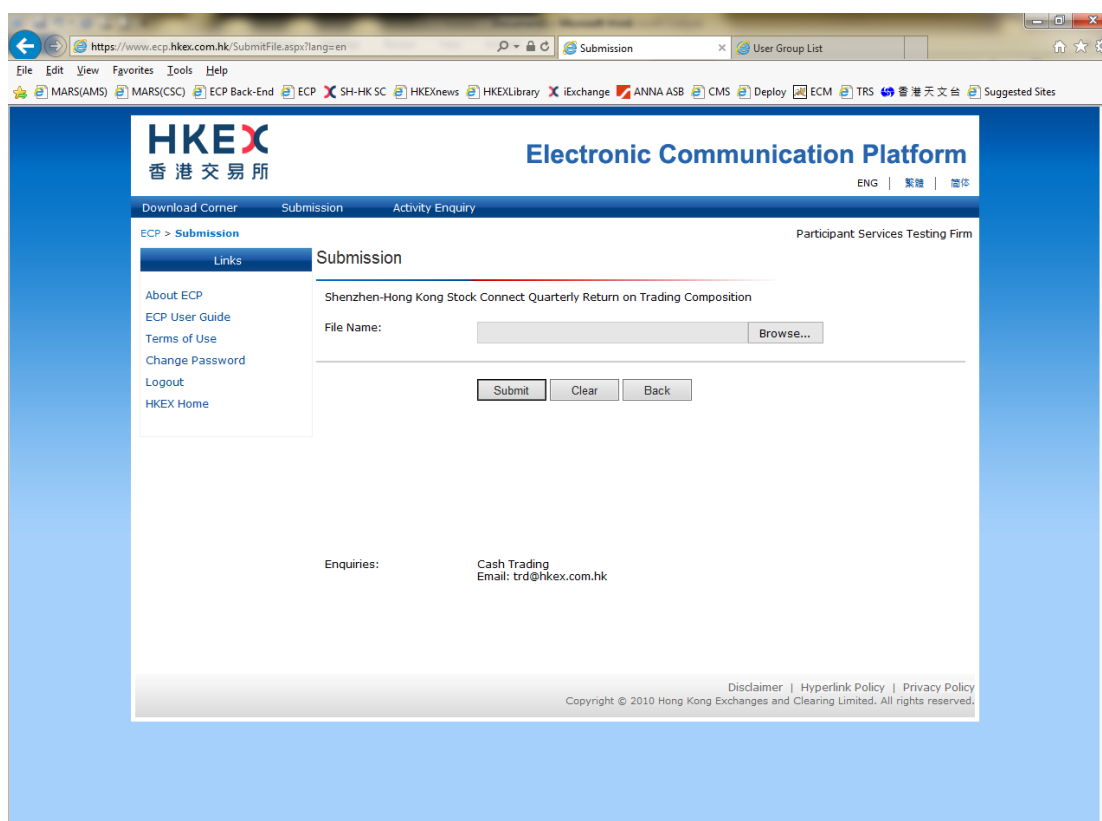 https://www.ecp.hkex.com.hk/SubmitFile.aspx?lang=en
Submission
User Group List
File Edit View Favorites Tools Help
MARS(AMS) MARS(CSC) ECP Back-End ECP SH-HK SC HKEXnews HKEXLibrary iExchange ANNA ASB CMS Deploy ECM TRS 香港天文台 Suggested Sites
HKEX
香港交易所
Electronic Communication Platform
ENG | 繁體 | 简体
Download Corner Submission Activity Enquiry
ECP > Submission
Participant Services Testing Firm
Links
About ECP
ECP User Guide
Terms of Use
Change Password
Logout
HKEX Home
Submission
Shenzhen-Hong Kong Stock Connect Quarterly Return on Trading Composition
File Name:
Browse...
Submit Clear Back
Enquiries: Cash Trading
Email: trd@hkex.com.hk
Disclaimer | Hyperlink Policy | Privacy Policy
Copyright © 2010 Hong Kong Exchanges and Clearing Limited. All rights reserved.